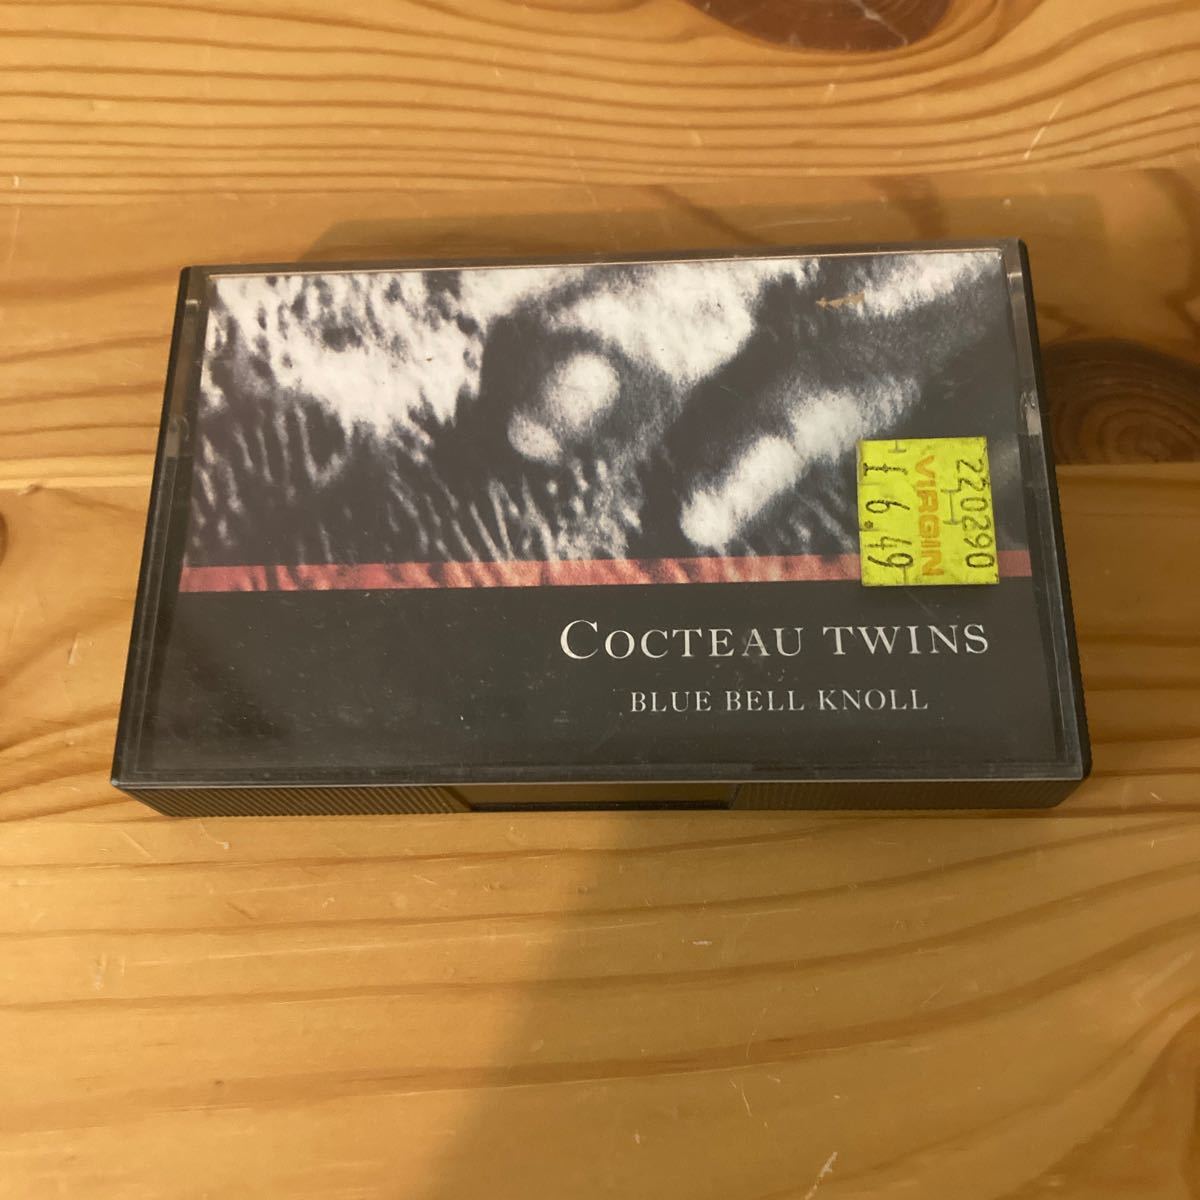 220290
VIRGIN
£6.49
COCTEAU TWINS
BLUE BELL KNOLL